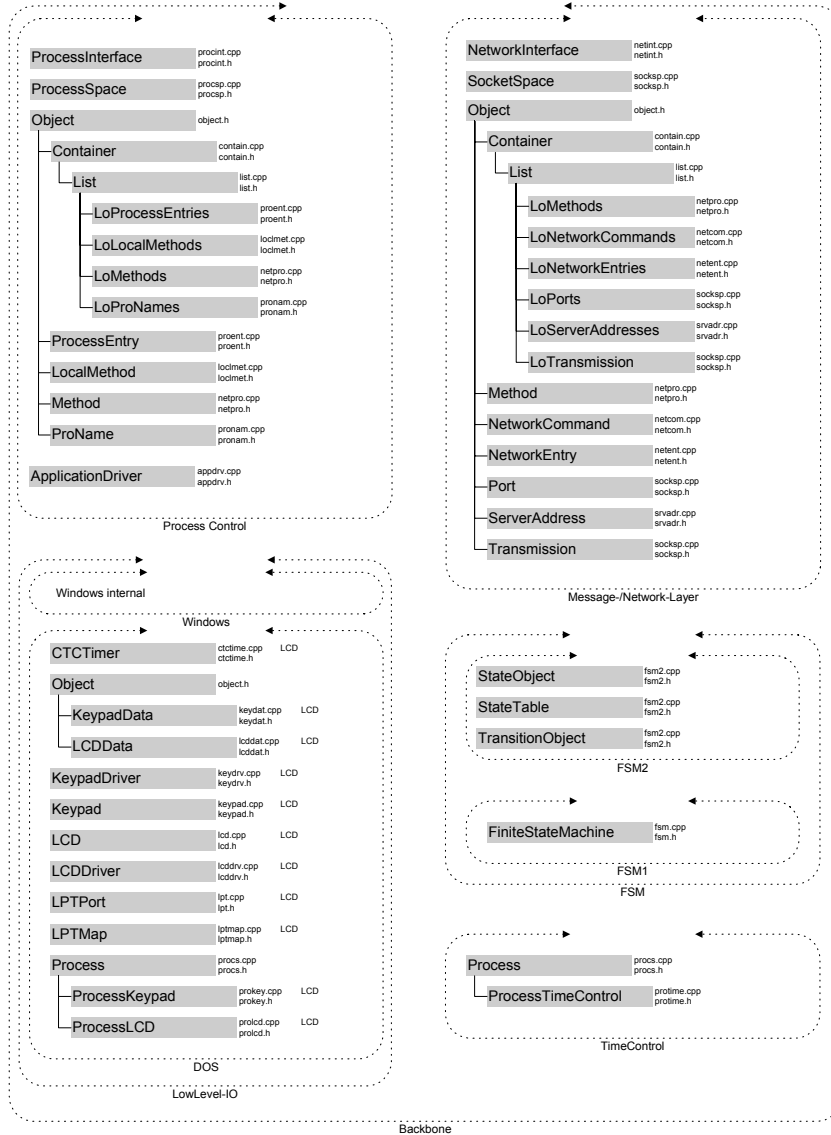 ProcessInterface
procint.cpp
procint.h
ProcessSpace
procsp.cpp
procsp.h
Object
object.h
Container
contain.cpp
contain.h
List
list.cpp
list.h
LoProcessEntries
proent.cpp
proent.h
LoLocalMethods
loclmet.cpp
loclmet.h
LoMethods
netpro.cpp
netpro.h
LoProNames
pronam.cpp
pronam.h
ProcessEntry
proent.cpp
proent.h
LocalMethod
loclmet.cpp
loclmet.h
Method
netpro.cpp
netpro.h
ProName
pronam.cpp
pronam.h
ApplicationDriver
appdrv.cpp
appdrv.h
Process Control
Windows internal
Windows
CTCTimer
ctctime.cpp
ctctime.h
LCD
Object
object.h
KeypadData
keydat.cpp
keydat.h
LCD
LCDData
lcddat.cpp
lcddat.h
LCD
KeypadDriver
keydrv.cpp
keydrv.h
LCD
Keypad
keypad.cpp
keypad.h
LCD
LCD
lcd.cpp
lcd.h
LCD
LCDDriver
lcddrv.cpp
lcddrv.h
LCD
LPTPort
lpt.cpp
lpt.h
LCD
LPTMap
lptmap.cpp
lptmap.h
LCD
Process
procs.cpp
procs.h
ProcessKeypad
prokey.cpp
prokey.h
LCD
ProcessLCD
prolcd.cpp
prolcd.h
LCD
DOS
LowLevel-IO
NetworkInterface
netint.cpp
netint.h
SocketSpace
socksp.cpp
socksp.h
Object
object.h
Container
contain.cpp
contain.h
List
list.cpp
list.h
LoMethods
netpro.cpp
netpro.h
LoNetworkCommands
netcom.cpp
netcom.h
LoNetworkEntries
netent.cpp
netent.h
LoPorts
socksp.cpp
socksp.h
LoServerAddresses
srvadr.cpp
srvadr.h
LoTransmission
socksp.cpp
socksp.h
Method
netpro.cpp
netpro.h
NetworkCommand
netcom.cpp
netcom.h
NetworkEntry
netent.cpp
netent.h
Port
socksp.cpp
socksp.h
ServerAddress
srvadr.cpp
srvadr.h
Transmission
socksp.cpp
socksp.h
Message-/Network-Layer
StateObject
fsm2.cpp
fsm2.h
StateTable
fsm2.cpp
fsm2.h
TransitionObject
fsm2.cpp
fsm2.h
FSM2
FiniteStateMachine
fsm.cpp
fsm.h
FSM1
FSM
Process
procs.cpp
procs.h
ProcessTimeControl
protime.cpp
protime.h
TimeControl
Backbone